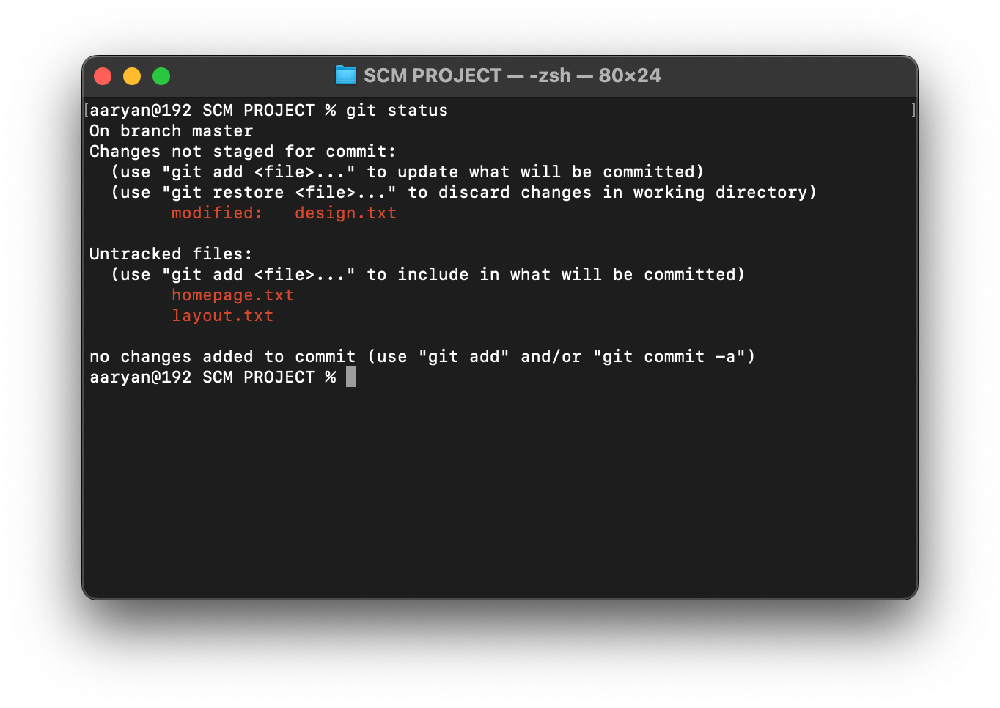 SCM PROJECT — -zsh — 80×24
[aaryan@192 SCM PROJECT % git status ]
On branch master
Changes not staged for commit:
  (use "git add <file>..." to update what will be committed)
  (use "git restore <file>..." to discard changes in working directory)
        modified:   design.txt

Untracked files:
  (use "git add <file>..." to include in what will be committed)
        homepage.txt
        layout.txt

no changes added to commit (use "git add" and/or "git commit -a")
aaryan@192 SCM PROJECT %